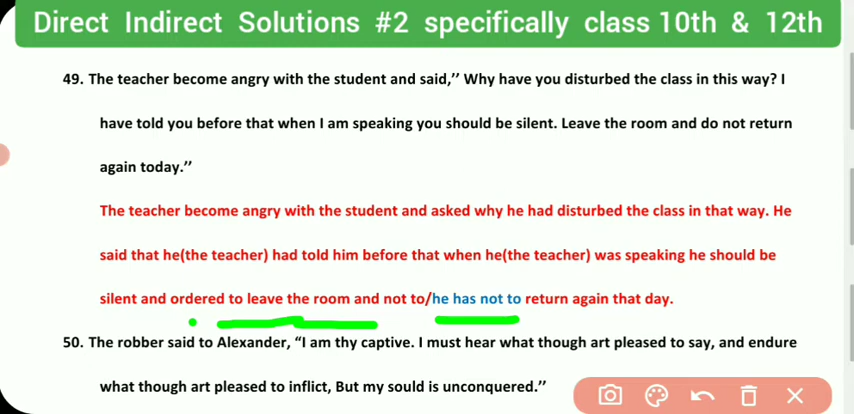 Direct Indirect Solutions #2 specifically class 10th & 12th
49. The teacher become angry with the student and said,’’ Why have you disturbed the class in this way? I
have told you before that when I am speaking you should be silent. Leave the room and do not return
again today.’’
The teacher become angry with the student and asked why he had disturbed the class in that way. He
said that he(the teacher) had told him before that when he(the teacher) was speaking he should be
silent and ordered to leave the room and not to/he has not to return again that day.
50. The robber said to Alexander, “I am thy captive. I must hear what though art pleased to say, and endure
what though art pleased to inflict, But my sould is unconquered.’’